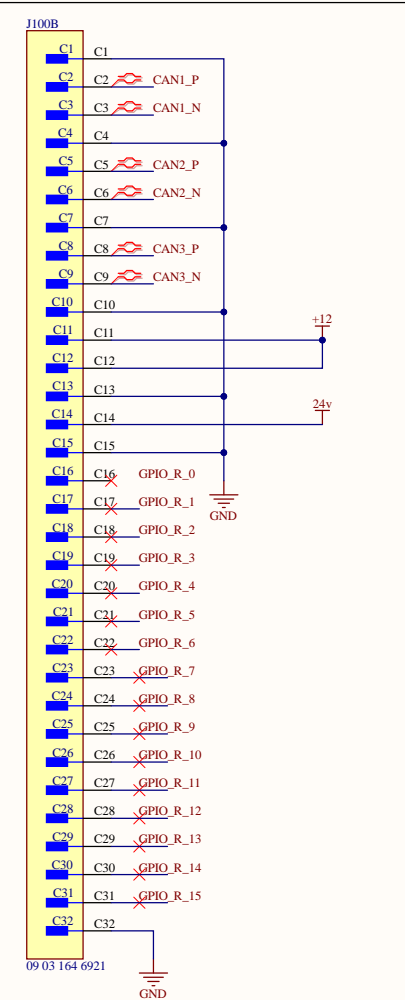 J100B
C1 C1
C2 C2 CAN1_P
C3 C3 CAN1_N
C4 C4
C5 C5 CAN2_P
C6 C6 CAN2_N
C7 C7
C8 C8 CAN3_P
C9 C9 CAN3_N
C10 C10
+12
C11 C11
C12 C12
C13 C13
24v
C14 C14
C15 C15
C16 C16 GPIO_R_0
C17 C17 GPIO_R_1
GND
C18 C18 GPIO_R_2
C19 C19 GPIO_R_3
C20 C20 GPIO_R_4
C21 C21 GPIO_R_5
C22 C22 GPIO_R_6
C23 C23 GPIO_R_7
C24 C24 GPIO_R_8
C25 C25 GPIO_R_9
C26 C26 GPIO_R_10
C27 C27 GPIO_R_11
C28 C28 GPIO_R_12
C29 C29 GPIO_R_13
C30 C30 GPIO_R_14
C31 C31 GPIO_R_15
C32 C32
09 03 164 6921
GND